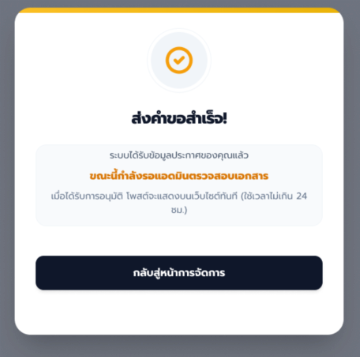 ส่งคำขอสำเร็จ!
ระบบได้รับข้อมูลประกาศของคุณแล้ว
ขณะนี้กำลังรอแอดมินตรวจสอบเอกสาร
เมื่อได้รับการอนุมัติ โพสต์จะแสดงบนเว็บไซต์ทันที (ใช้เวลาไม่เกิน 24
ชม.)
กลับสู่หน้าการจัดการ